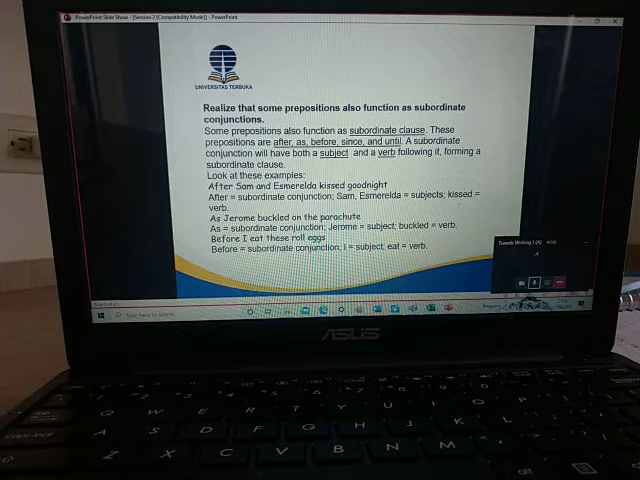 PowerPoint Slide Show - [Session 2 [Compatibility Mode]] - PowerPoint
UNIVERSITAS TERBUKA
Realize that some prepositions also function as subordinate
conjunctions.
Some prepositions also function as subordinate clause. These
prepositions are after, as, before, since, and until. A subordinate
conjunction will have both a subject and a verb following it, forming a
subordinate clause.
Look at these examples:
After Sam and Esmerelda kissed goodnight
After = subordinate conjunction; Sam, Esmerelda = subjects; kissed =
verb.
As Jerome buckled on the parachute
As = subordinate conjunction; Jerome = subject; buckled = verb.
Before I eat these roll eggs
Before = subordinate conjunction; I = subject, eat = verb.
Tuweb Writing I (A)
Type here to search
ASUS
Q W E R T Y U I O P
caps lock A S D F G H J K L
Z X C V B N M
alt